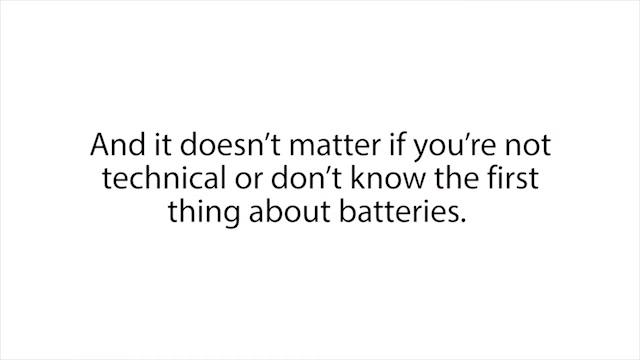 And it doesn’t matter if you’re not
technical or don’t know the first
thing about batteries.